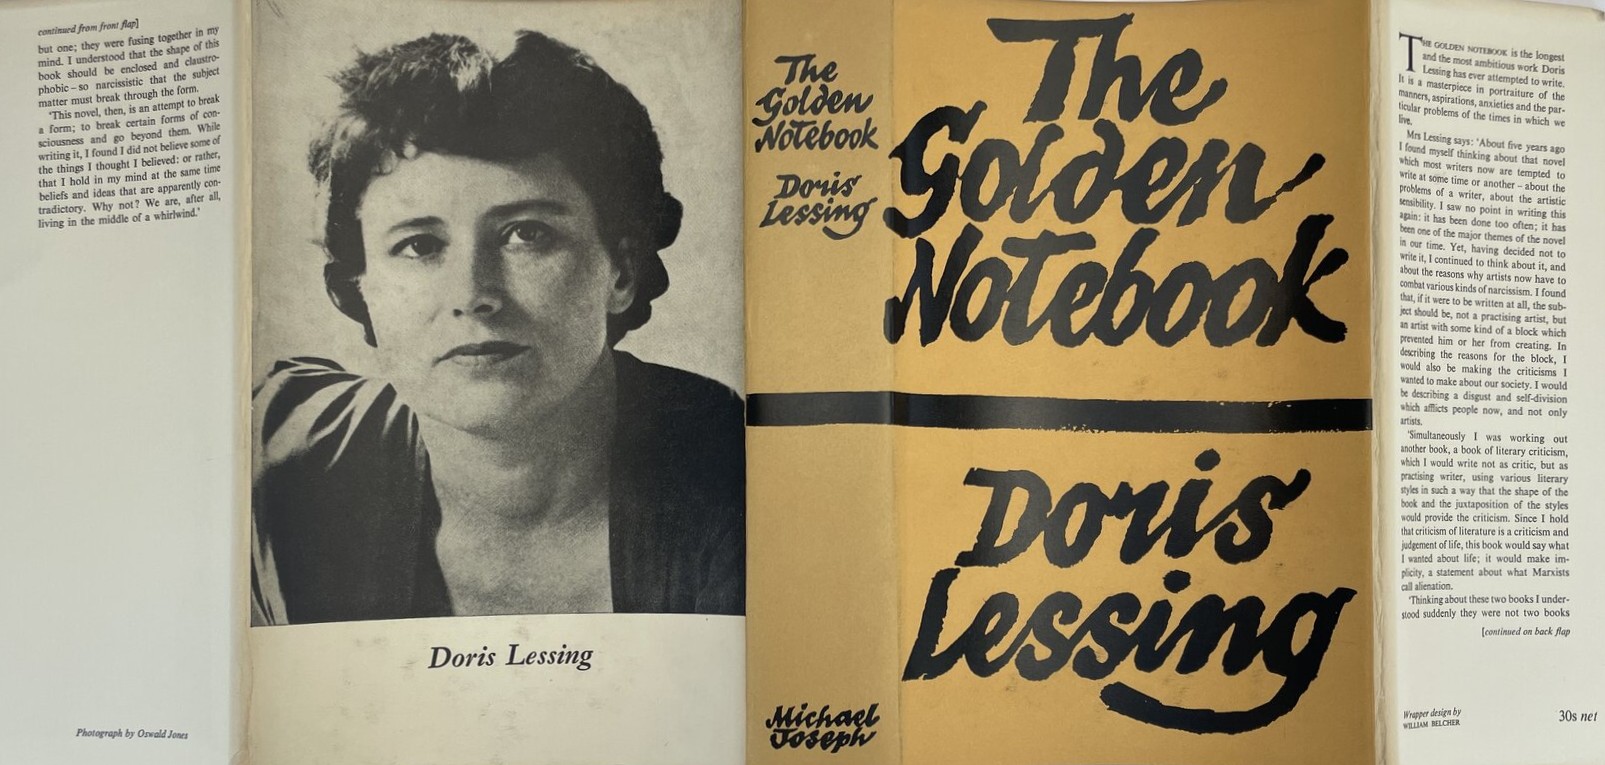 continued from front flap]
but one; they were fusing together in my
mind. I understood that the shape of this
book should be enclosed and claustro-
phobic – so narcissistic that the subject
matter must break through the form.
'This novel, then, is an attempt to break
a form; to break certain forms of con-
sciousness and go beyond them. While
writing it, I found I did not believe some of
the things I thought I believed: or rather,
that I hold in my mind at the same time
beliefs and ideas that are apparently con-
tradictory. Why not? We are, after all,
living in the middle of a whirlwind.'
Photograph by Oswald Jones
Doris Lessing
The
Golden
Notebook
Doris
Lessing
Michael
Joseph
The
Golden
Notebook
Doris
Lessing
THE GOLDEN NOTEBOOK is the longest
and the most ambitious work Doris
Lessing has ever attempted to write.
It is a masterpiece in portraiture of the
manners, aspirations, anxieties and the par-
ticular problems of the times in which we
live.
Mrs Lessing says: 'About five years ago
I found myself thinking about that novel
which most writers now are tempted to
write at some time or another – about the
problems of a writer, about the artistic
sensibility. I saw no point in writing this
again: it has been done too often; it has
been one of the major themes of the novel
in our time. Yet, having decided not to
write it, I continued to think about it, and
about the reasons why artists now have to
combat various kinds of narcissism. I found
that, if it were to be written at all, the sub-
ject should be, not a practising artist, but
an artist with some kind of a block which
prevented him or her from creating. In
describing the reasons for the block, I
would also be making the criticisms I
wanted to make about our society. I would
be describing a disgust and self-division
which afflicts people now, and not only
artists.
'Simultaneously I was working out
another book, a book of literary criticism,
which I would write not as critic, but as
practising writer, using various literary
styles in such a way that the shape of the
book and the juxtaposition of the styles
would provide the criticism. Since I hold
that criticism of literature is a criticism and
judgement of life, this book would say what
I wanted about life; it would make im-
plicity, a statement about what Marxists
call alienation.
'Thinking about these two books I under-
stood suddenly they were not two books
[continued on back flap
Wrapper design by
WILLIAM BELCHER
30s net